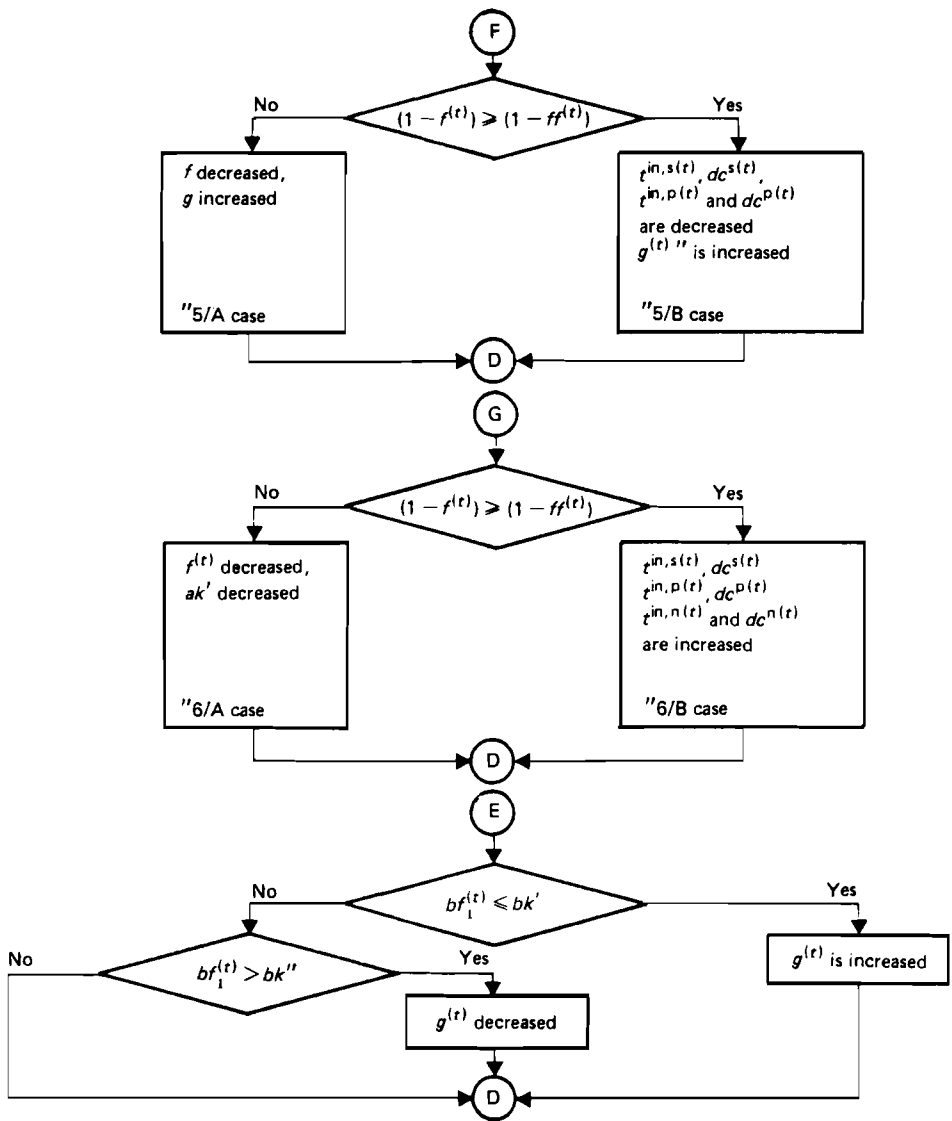 F
No
Yes
(1 − f^(t)) ⩾ (1 − ff^(t))
f decreased,
g increased
"5/A case
t^in,s(t), dc^s(t),
t^in,p(t) and dc^p(t)
are decreased
g^(t) " is increased
"5/B case
D
G
No
Yes
(1 − f^(t)) ⩾ (1 − ff^(t))
f^(t) decreased,
ak' decreased
"6/A case
t^in,s(t), dc^s(t)
t^in,p(t), dc^p(t)
t^in,n(t) and dc^n(t)
are increased
"6/B case
D
E
No
Yes
bf_1^(t) ⩽ bk'
No
Yes
bf_1^(t) > bk''
g^(t) is increased
g^(t) decreased
D